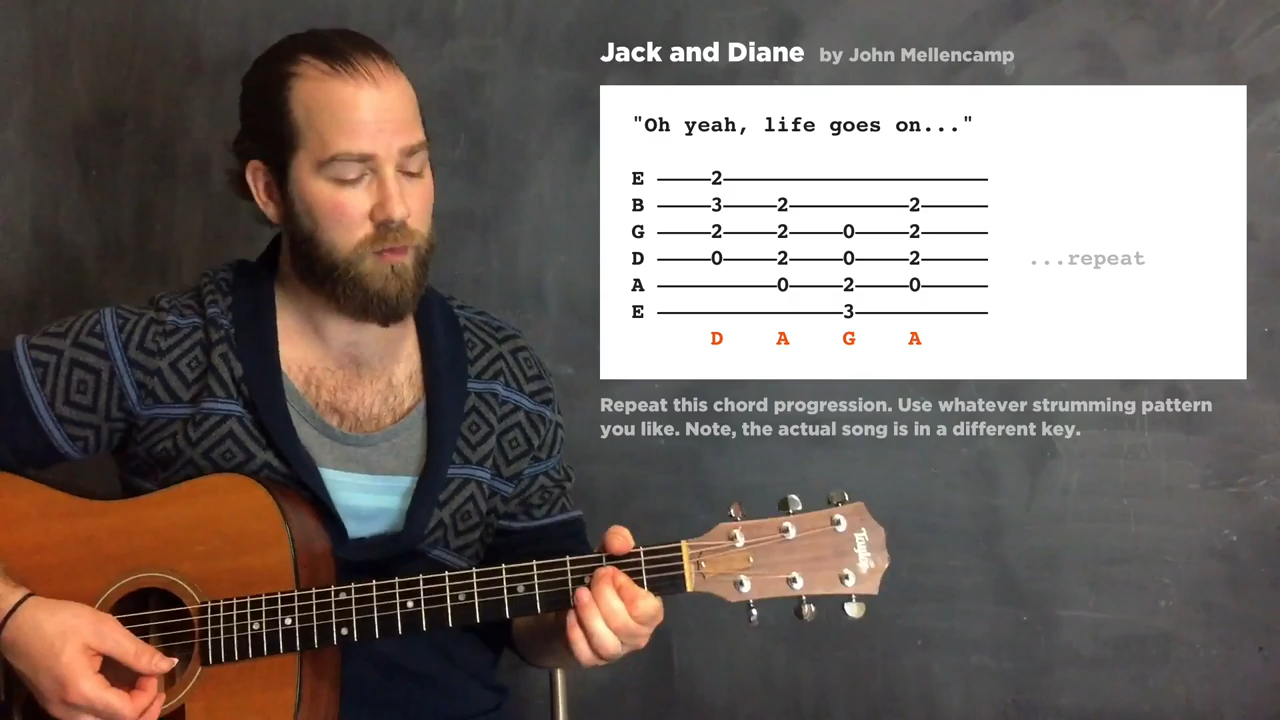 Jack and Diane by John Mellencamp
"Oh yeah, life goes on..."
E 2
B 3 2 2
G 2 2 0 2
D 0 2 0 2 ...repeat
A 0 2 0
E 3
D A G A
Repeat this chord progression. Use whatever strumming pattern
you like. Note, the actual song is in a different key.
Taylor